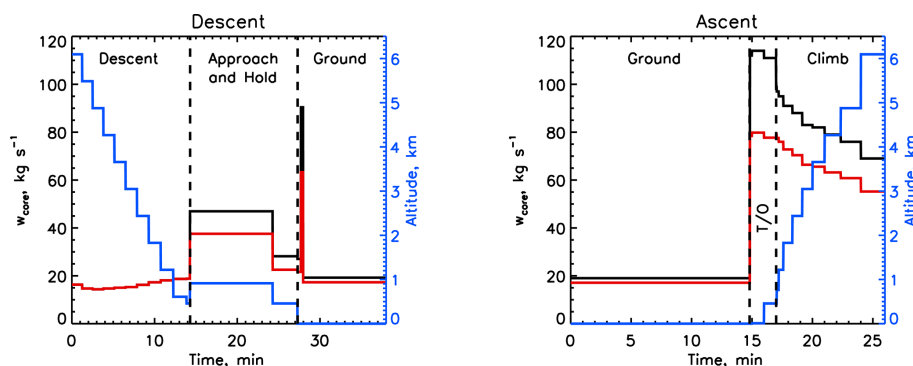 Descent
120
100
80
60
40
20
0
w_core, kg s⁻¹
Descent
Approach
and Hold
Ground
6
5
4
3
2
1
0
Altitude, km
0
10
20
30
Time, min
Ascent
120
100
80
60
40
20
0
w_core, kg s⁻¹
Ground
T/O
Climb
6
5
4
3
2
1
0
Altitude, km
0
5
10
15
20
25
Time, min